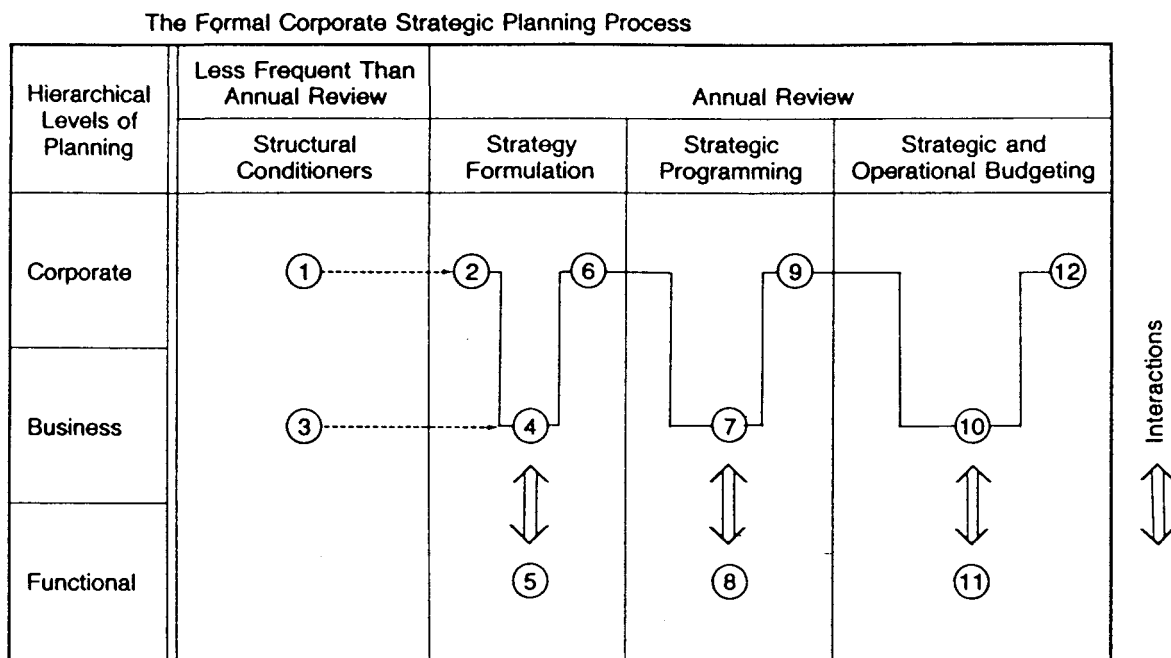 The Formal Corporate Strategic Planning Process
Hierarchical
Levels of
Planning
Less Frequent Than
Annual Review
Annual Review
Structural
Conditioners
Strategy
Formulation
Strategic
Programming
Strategic and
Operational Budgeting
Corporate
1
2
6
9
12
Business
3
4
7
10
Functional
5
8
11
Interactions